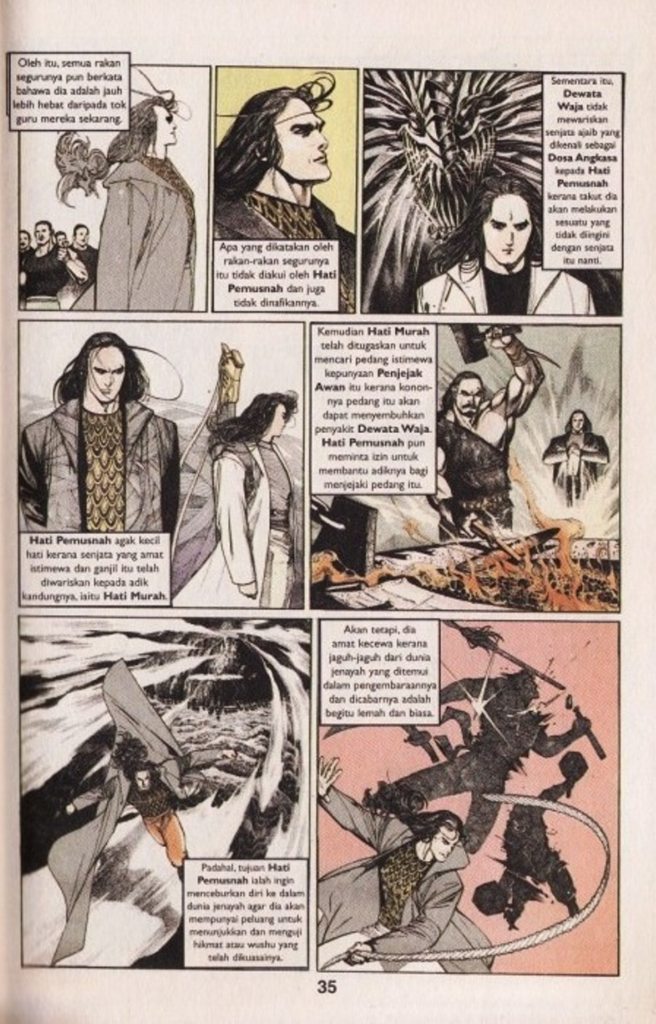 Oleh itu, semua rakan
segurunya pun berkata
bahawa dia adalah jauh
lebih hebat daripada tok
guru mereka sekarang.
Apa yang dikatakan oleh
rakan-rakan segurunya
itu tidak diakui oleh Hati
Pemusnah dan juga
tidak dinafikannya.
Sementara itu,
Dewata
Waja tidak
mewariskan
senjata ajaib yang
dikenali sebagai
Dosa Angkasa
kepada Hati
Pemusnah
kerana takut dia
akan melakukan
sesuatu yang
tidak diingini
dengan senjata
itu nanti.
Hati Pemusnah agak kecil
hati kerana senjata yang amat
istimewa dan ganjil itu telah
diwariskan kepada adik
kandungnya, iaitu Hati Murah.
Kemudian Hati Murah
telah ditugaskan untuk
mencari pedang istimewa
kepunyaan Penjejak
Awan itu kerana konon-
nya pedang itu akan
dapat menyembuhkan
penyakit Dewata Waja.
Hati Pemusnah pun
meminta izin untuk
membantu adiknya bagi
menjejaki pedang itu.
Padahal, tujuan Hati
Pemusnah ialah ingin
menceburkan diri ke dalam
dunia jenayah agar dia akan
mempunyai peluang untuk
menunjukkan dan menguji
hikmat atau wushu yang
telah dikuasainya.
Akan tetapi, dia
amat kecewa kerana
jaguh-jaguh dari dunia
jenayah yang ditemui
dalam pengembaraannya
dan dicabarnya adalah
begitu lemah dan biasa.
35